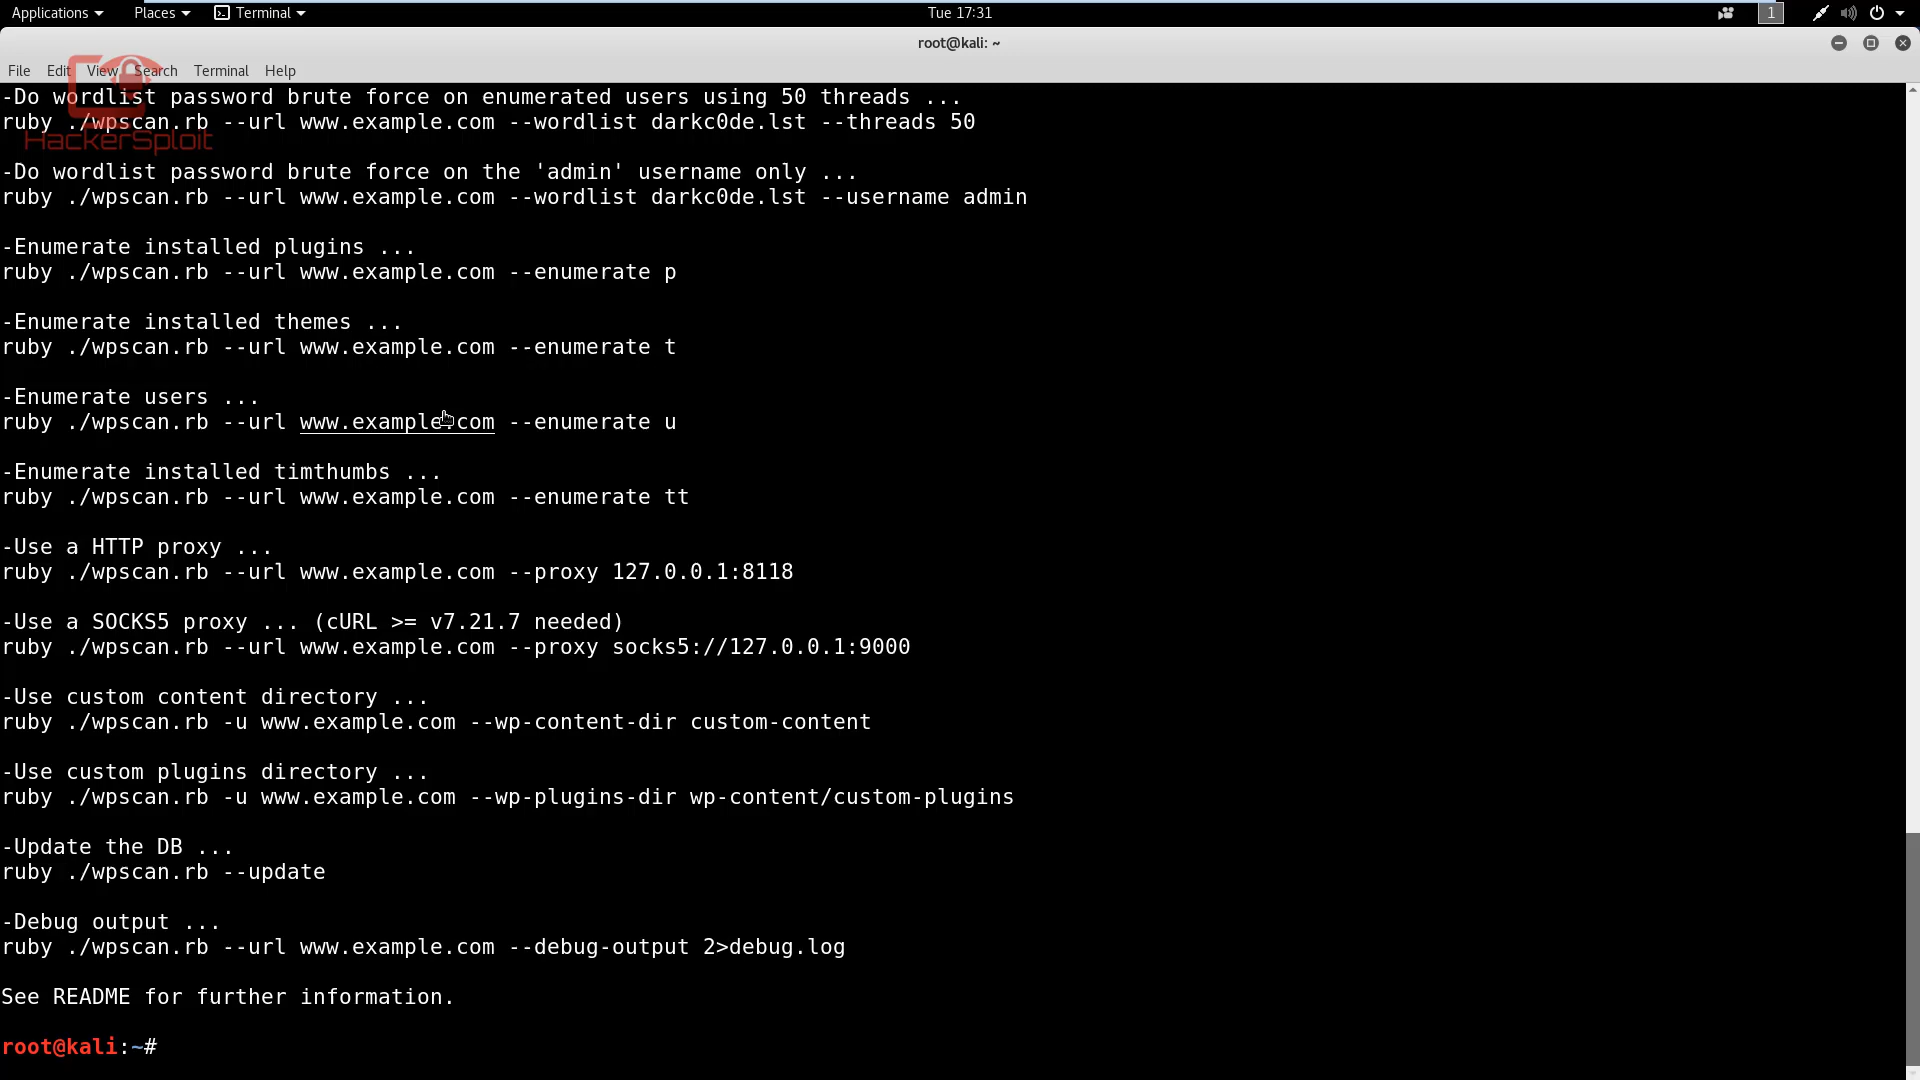 Applications Places Terminal Tue 17:31 1
root@kali: ~
File Edit View Search Terminal Help
-Do wordlist password brute force on enumerated users using 50 threads ...
ruby ./wpscan.rb --url www.example.com --wordlist darkc0de.lst --threads 50
HackerSploit
-Do wordlist password brute force on the 'admin' username only ...
ruby ./wpscan.rb --url www.example.com --wordlist darkc0de.lst --username admin
-Enumerate installed plugins ...
ruby ./wpscan.rb --url www.example.com --enumerate p
-Enumerate installed themes ...
ruby ./wpscan.rb --url www.example.com --enumerate t
-Enumerate users ...
ruby ./wpscan.rb --url www.example.com --enumerate u
-Enumerate installed timthumbs ...
ruby ./wpscan.rb --url www.example.com --enumerate tt
-Use a HTTP proxy ...
ruby ./wpscan.rb --url www.example.com --proxy 127.0.0.1:8118
-Use a SOCKS5 proxy ... (cURL >= v7.21.7 needed)
ruby ./wpscan.rb --url www.example.com --proxy socks5://127.0.0.1:9000
-Use custom content directory ...
ruby ./wpscan.rb -u www.example.com --wp-content-dir custom-content
-Use custom plugins directory ...
ruby ./wpscan.rb -u www.example.com --wp-plugins-dir wp-content/custom-plugins
-Update the DB ...
ruby ./wpscan.rb --update
-Debug output ...
ruby ./wpscan.rb --url www.example.com --debug-output 2>debug.log
See README for further information.
root@kali:~#